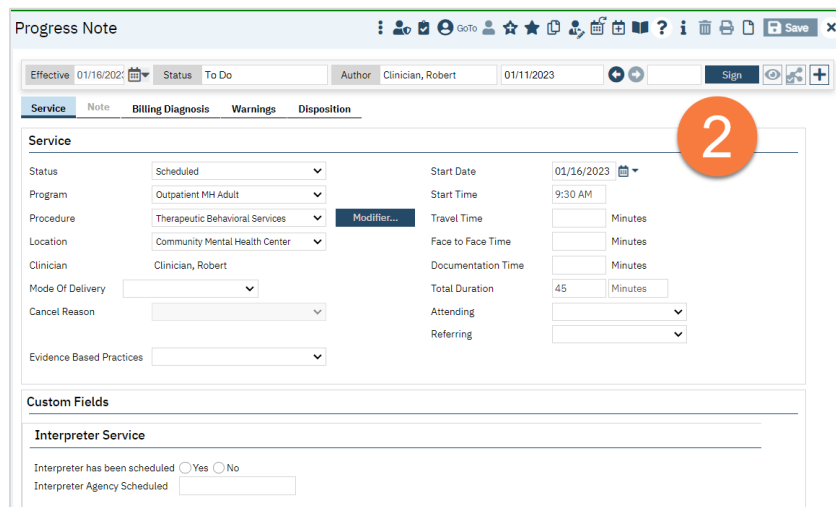 Progress Note GoTo ? i Save X
Effective 01/16/202 Status To Do Author Clinician, Robert 01/11/2023 Sign
Service Note Billing Diagnosis Warnings Disposition
2
Service
Status Scheduled Start Date 01/16/2023
Program Outpatient MH Adult Start Time 9:30 AM
Procedure Therapeutic Behavioral Services Modifier... Travel Time Minutes
Location Community Mental Health Center Face to Face Time Minutes
Clinician Clinician, Robert Documentation Time Minutes
Mode Of Delivery Total Duration 45 Minutes
Cancel Reason Attending
Referring
Evidence Based Practices
Custom Fields
Interpreter Service
Interpreter has been scheduled Yes No
Interpreter Agency Scheduled